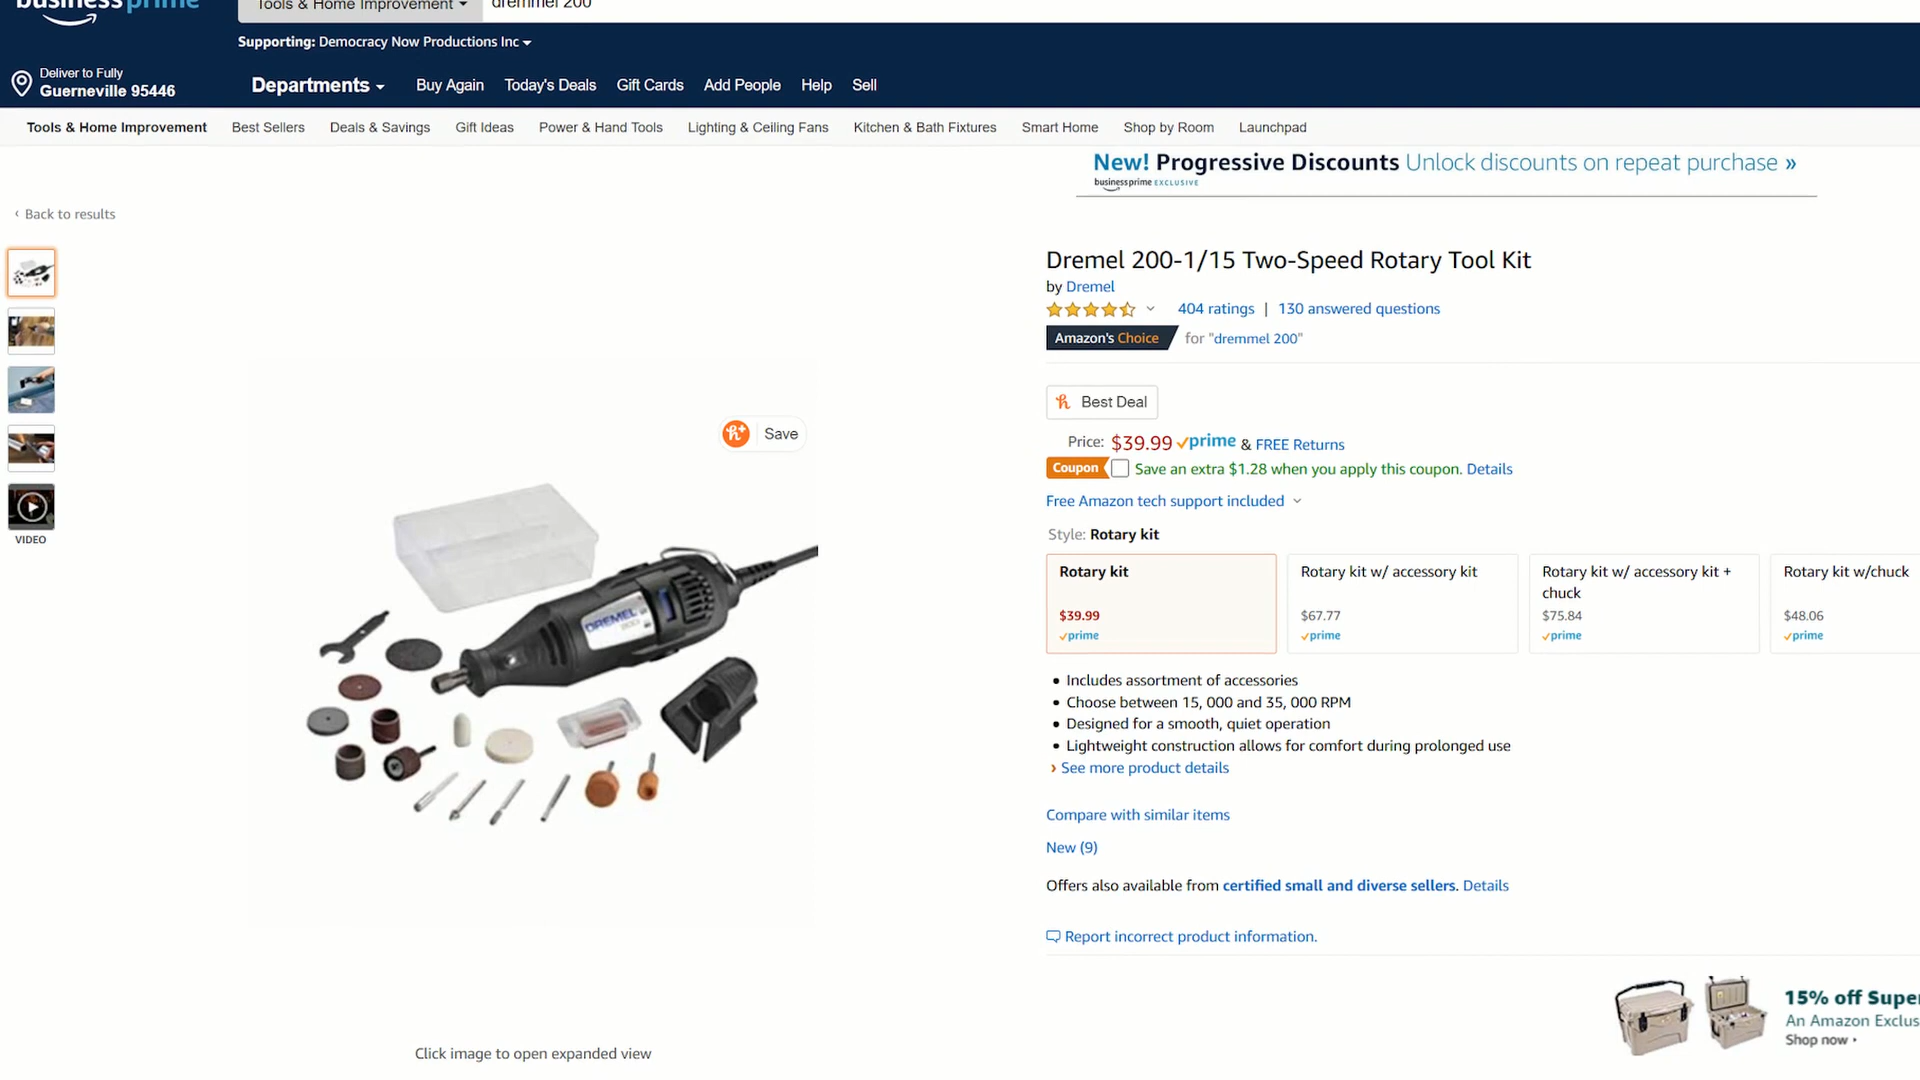 business prime
Tools & Home Improvement
dremmel 200
Supporting: Democracy Now Productions Inc
Deliver to Fully
Guerneville 95446
Departments
Buy Again
Today's Deals
Gift Cards
Add People
Help
Sell
Tools & Home Improvement
Best Sellers
Deals & Savings
Gift Ideas
Power & Hand Tools
Lighting & Ceiling Fans
Kitchen & Bath Fixtures
Smart Home
Shop by Room
Launchpad
New! Progressive Discounts Unlock discounts on repeat purchase »
business prime EXCLUSIVE
‹ Back to results
VIDEO
Save
DREMEL
Click image to open expanded view
Dremel 200-1/15 Two-Speed Rotary Tool Kit
by Dremel
404 ratings | 130 answered questions
Amazon's Choice for "dremmel 200"
Best Deal
Price: $39.99 prime & FREE Returns
Coupon Save an extra $1.28 when you apply this coupon. Details
Free Amazon tech support included
Style: Rotary kit
Rotary kit
$39.99
prime
Rotary kit w/ accessory kit
$67.77
prime
Rotary kit w/ accessory kit +
chuck
$75.84
prime
Rotary kit w/chuck
$48.06
prime
• Includes assortment of accessories
• Choose between 15, 000 and 35, 000 RPM
• Designed for a smooth, quiet operation
• Lightweight construction allows for comfort during prolonged use
› See more product details
Compare with similar items
New (9)
Offers also available from certified small and diverse sellers. Details
Report incorrect product information.
15% off Super
An Amazon Exclus
Shop now